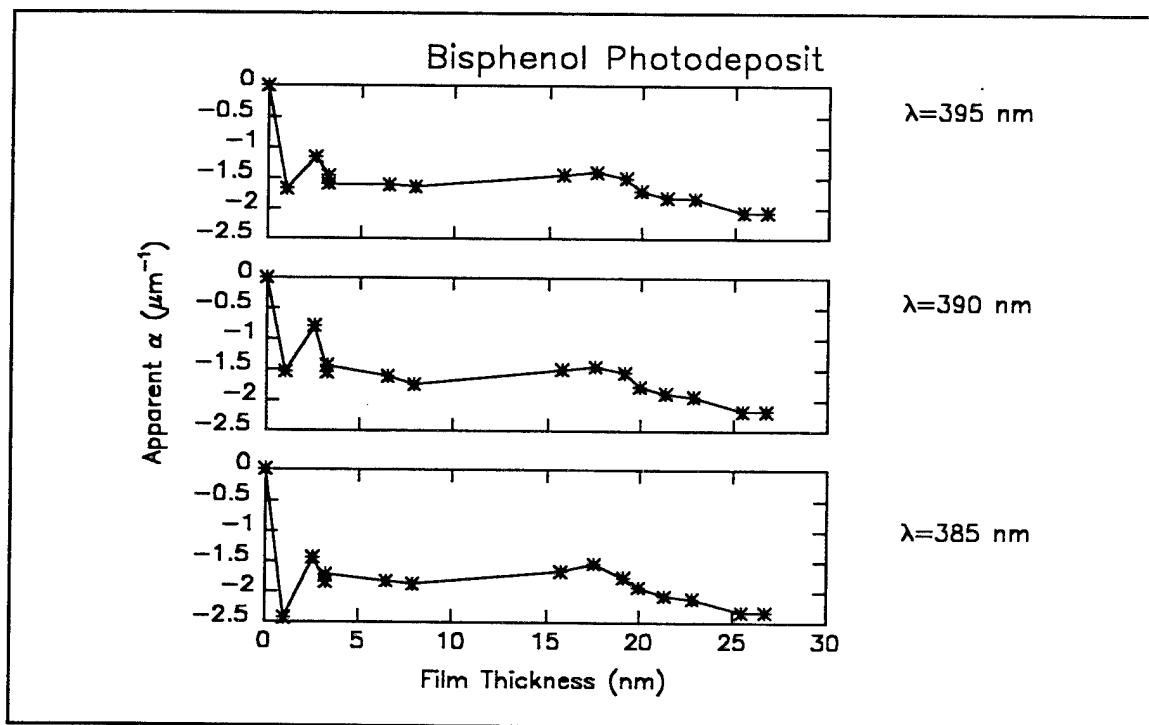 Bisphenol Photodeposit
0
−0.5
−1
−1.5
−2
−2.5
λ=395 nm
0
−0.5
−1
−1.5
−2
−2.5
λ=390 nm
Apparent α (μm⁻¹)
0
−0.5
−1
−1.5
−2
−2.5
λ=385 nm
0 5 10 15 20 25 30
Film Thickness (nm)